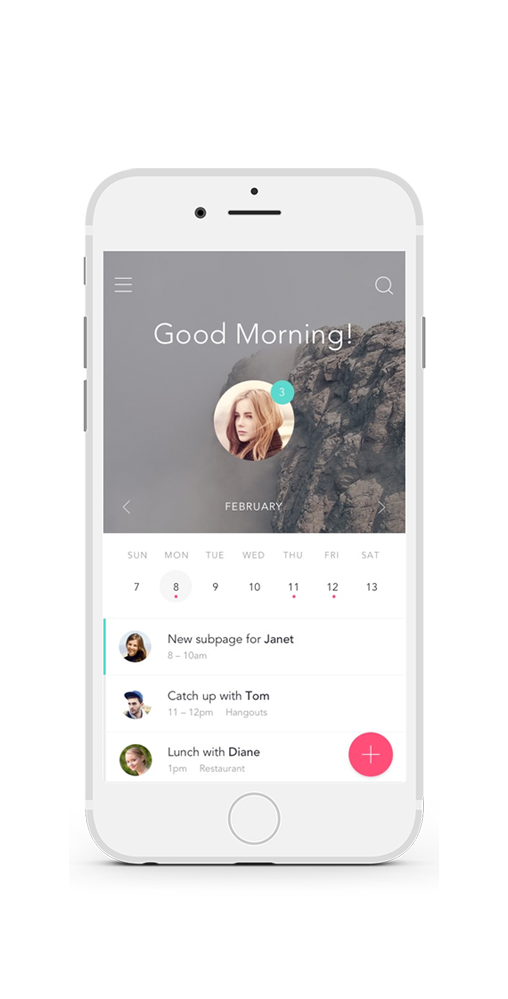 Good Morning!
3
FEBRUARY
SUN MON TUE WED THU FRI SAT
7 8 9 10 11 12 13
New subpage for Janet
8 – 10am
Catch up with Tom
11 – 12pm Hangouts
Lunch with Diane
1pm Restaurant